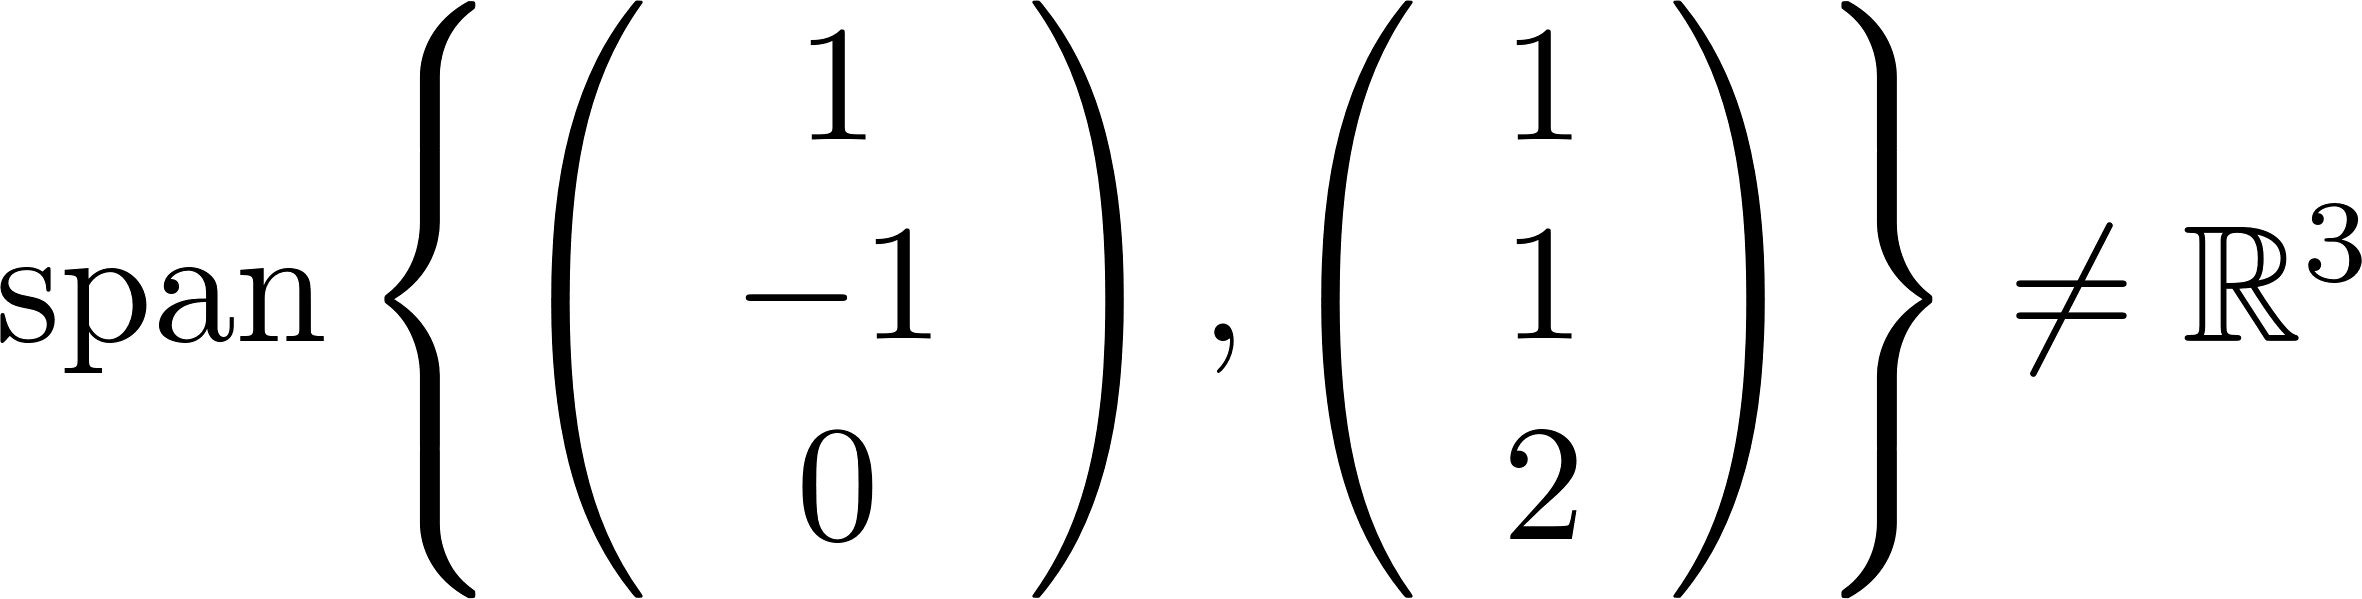 span{(1 −1 0), (1 1 2)} ≠ ℝ³